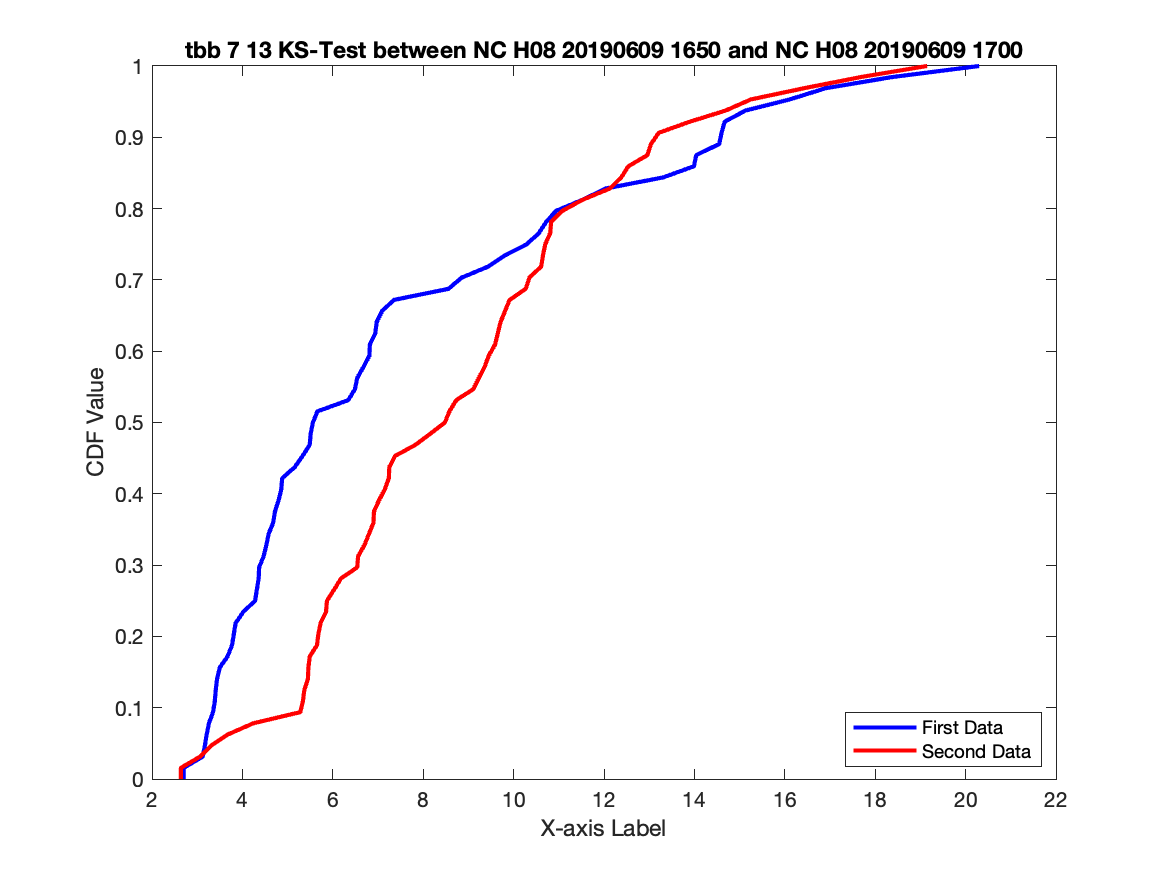 tbb 7 13 KS-Test between NC H08 20190609 1650 and NC H08 20190609 1700
1
0.9
0.8
0.7
0.6
0.5
0.4
0.3
0.2
0.1
0
CDF Value
First Data
Second Data
2 4 6 8 10 12 14 16 18 20 22
X-axis Label